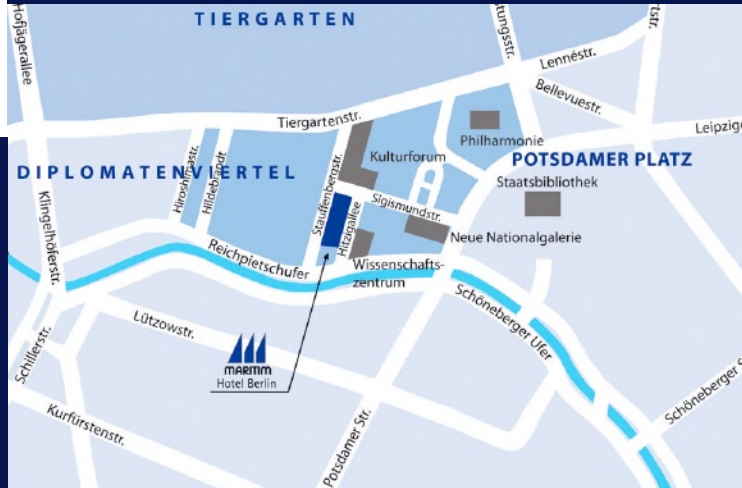 TIERGARTEN
Hofjägerallee
Lennéstr.
Bellevuestr.
Tiergartenstr.
Leipzige
Philharmonie
Kulturforum
POTSDAMER PLATZ
DIPLOMATENVIERTEL
Staatsbibliothek
Hiroshimastr.
Hildebrandt
Stauffenbergstr.
Hitzigallee
Sigismundstr.
Neue Nationalgalerie
Klingelhöferstr.
Reichpietschufer
Wissenschafts-
zentrum
Schöneberger Ufer
Lützowstr.
Schillerstr.
MARITIM
Hotel Berlin
Kurfürstenstr.
Potsdamer Str.
Schöneberger S